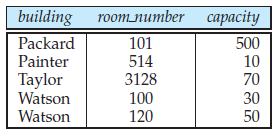 building room_number capacity
Packard 101 500
Painter 514 10
Taylor 3128 70
Watson 100 30
Watson 120 50